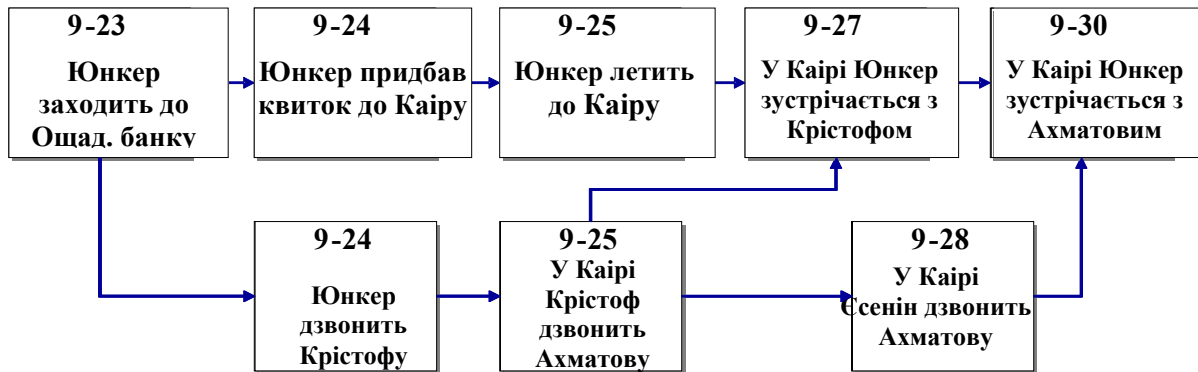 9-23
Юнкер
заходить до
Ощад. банку
9-24
Юнкер придбав
квиток до Каіру
9-25
Юнкер летить
до Каіру
9-27
У Каірі Юнкер
зустрічається з
Крістофом
9-30
У Каірі Юнкер
зустрічається з
Ахматовим
9-24
Юнкер
дзвонить
Крістофу
9-25
У Каірі
Крістоф
дзвонить
Ахматову
9-28
У Каірі
Єсенін дзвонить
Ахматову